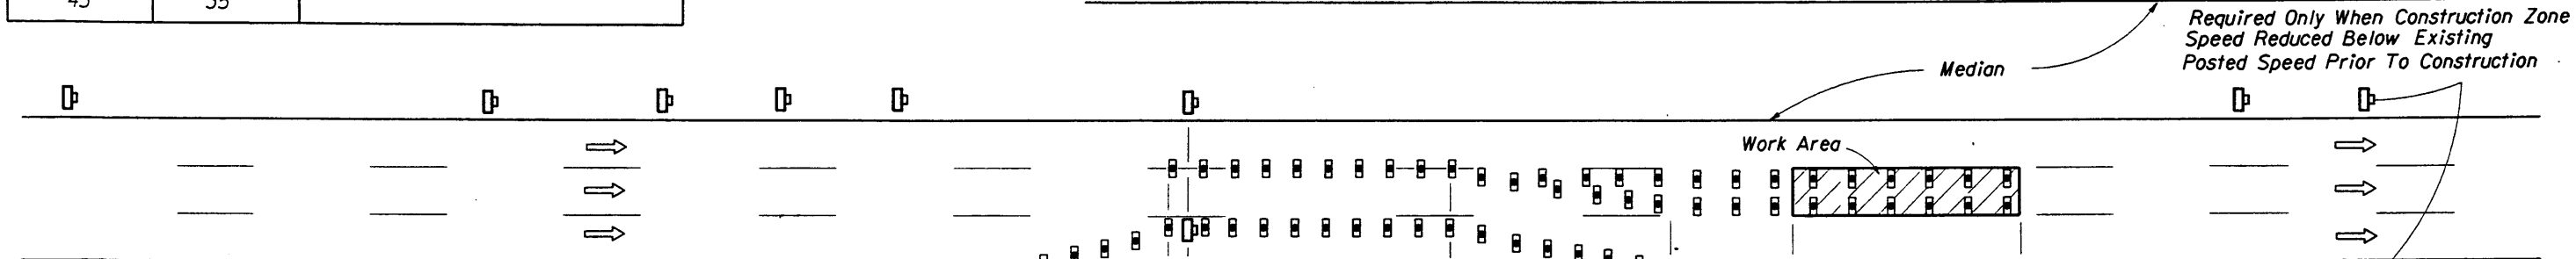 45 55
Required Only When Construction Zone
Speed Reduced Below Existing
Posted Speed Prior To Construction
Median
Work Area